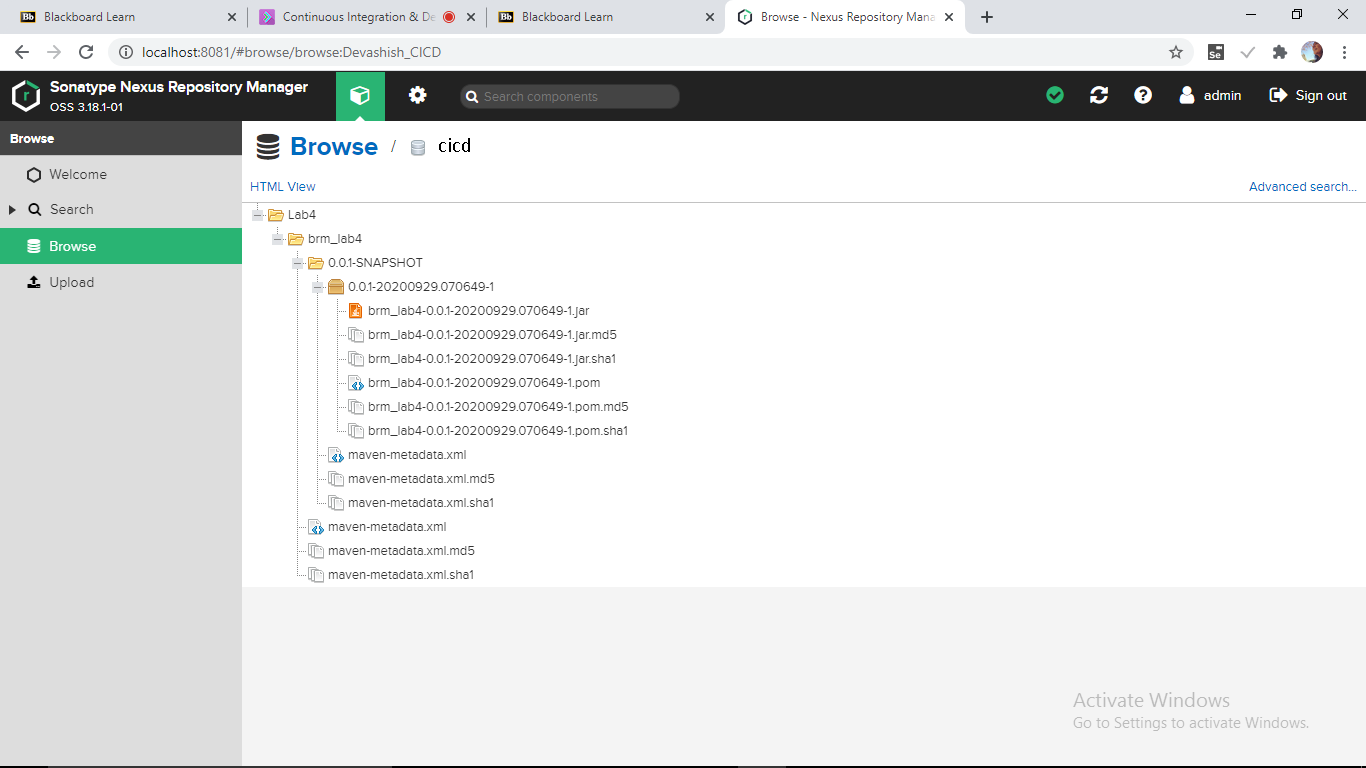 Blackboard Learn
Continuous Integration & De
Blackboard Learn
Browse - Nexus Repository Mana
localhost:8081/#browse/browse:Devashish_CICD
Sonatype Nexus Repository Manager
OSS 3.18.1-01
Search components
admin
Sign out
Browse
Welcome
Search
Browse
Upload
Browse / cicd
HTML View
Advanced search...
Lab4
brm_lab4
0.0.1-SNAPSHOT
0.0.1-20200929.070649-1
brm_lab4-0.0.1-20200929.070649-1.jar
brm_lab4-0.0.1-20200929.070649-1.jar.md5
brm_lab4-0.0.1-20200929.070649-1.jar.sha1
brm_lab4-0.0.1-20200929.070649-1.pom
brm_lab4-0.0.1-20200929.070649-1.pom.md5
brm_lab4-0.0.1-20200929.070649-1.pom.sha1
maven-metadata.xml
maven-metadata.xml.md5
maven-metadata.xml.sha1
maven-metadata.xml
maven-metadata.xml.md5
maven-metadata.xml.sha1
Activate Windows
Go to Settings to activate Windows.